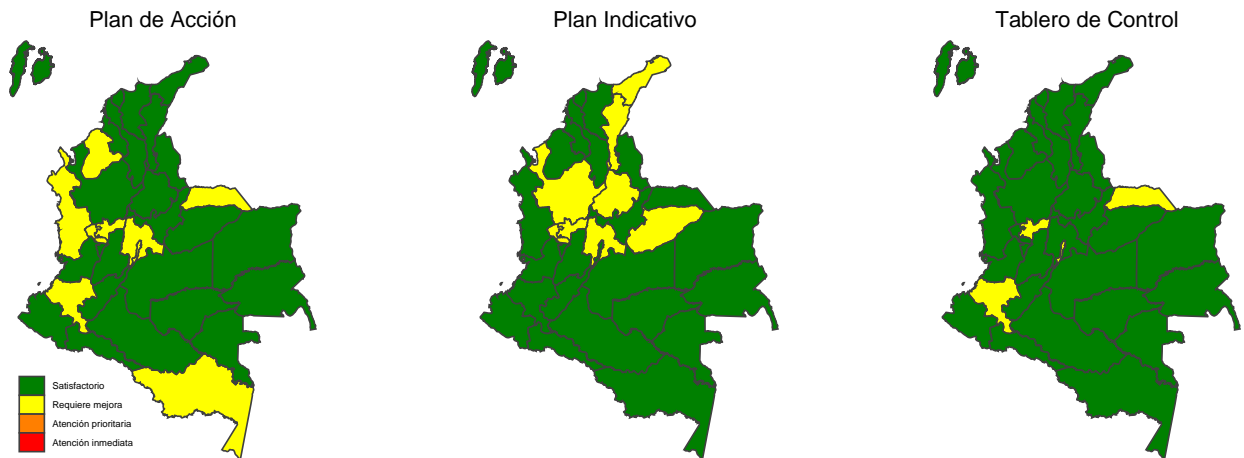 Plan de Acción
Plan Indicativo
Tablero de Control
Satisfactorio
Requiere mejora
Atención prioritaria
Atención inmediata